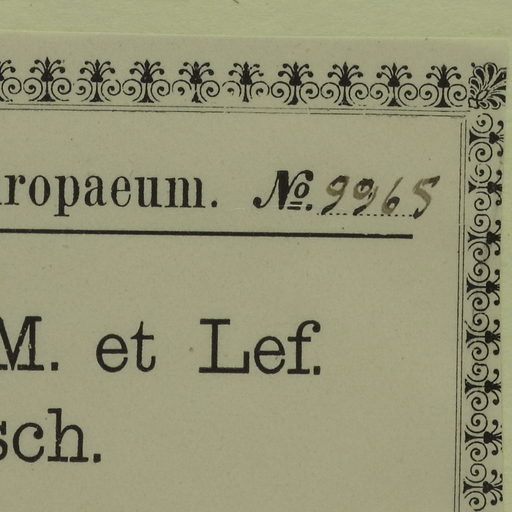 ropaeum. No. 9965
M. et Lef.
sch.